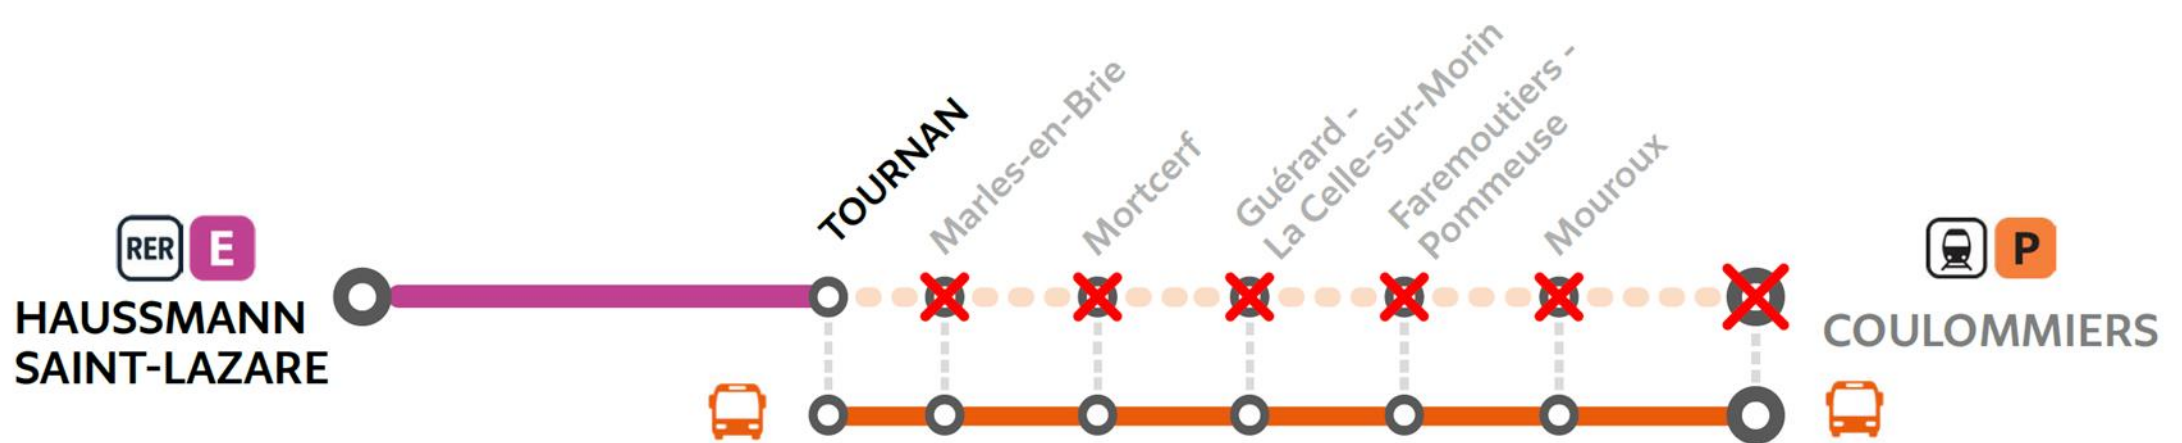 RER E
HAUSSMANN
SAINT-LAZARE
TOURNAN
Marles-en-Brie
Mortcerf
Guérard -
La Celle-sur-Morin
Faremoutiers -
Pommeuse
Mouroux
P
COULOMMIERS